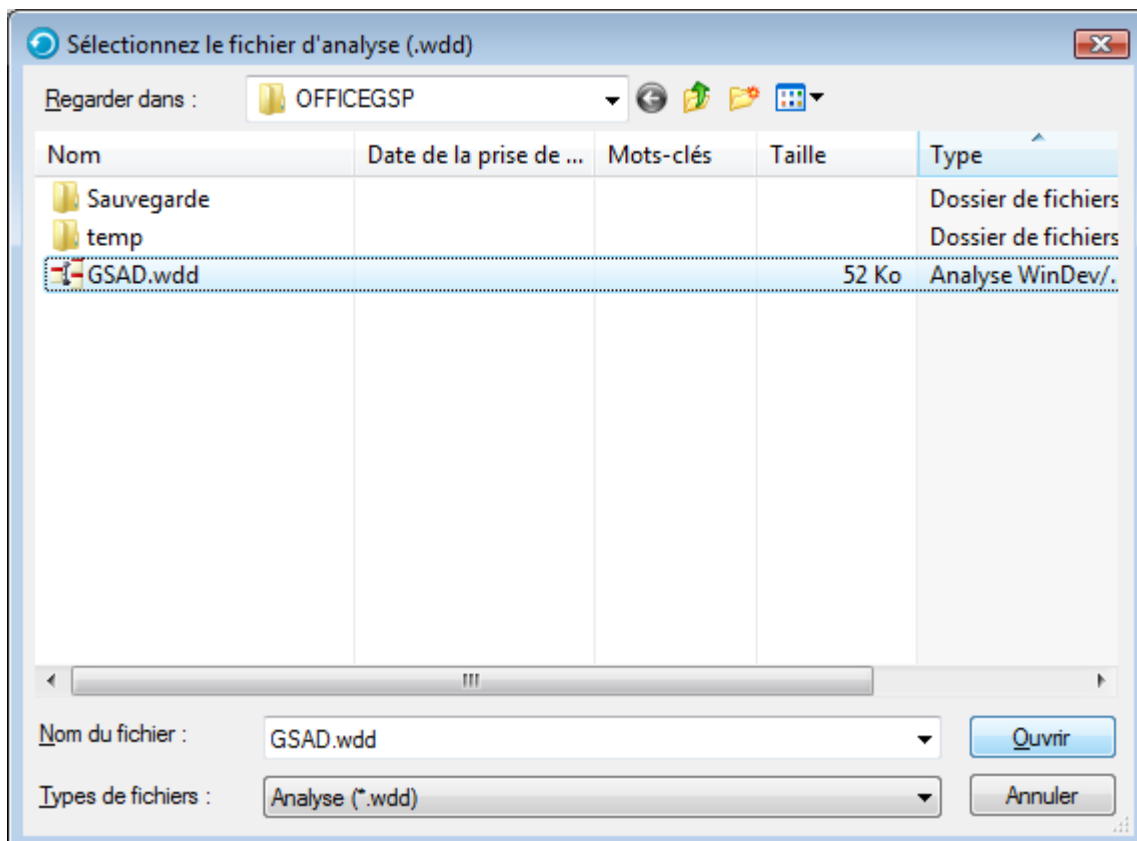 Sélectionnez le fichier d'analyse (.wdd)
Regarder dans : OFFICEGSP
Nom Date de la prise de ... Mots-clés Taille Type
Sauvegarde Dossier de fichiers
temp Dossier de fichiers
GSAD.wdd 52 Ko Analyse WinDev/.
Nom du fichier : GSAD.wdd Ouvrir
Types de fichiers : Analyse (*.wdd) Annuler